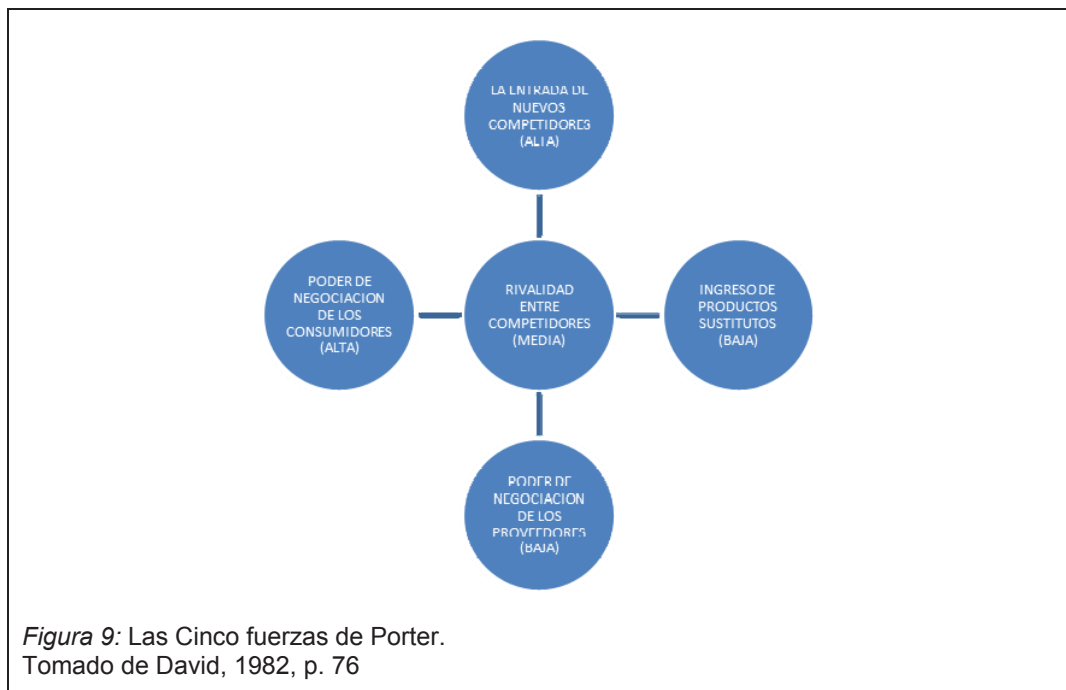 LA ENTRADA DE
NUEVOS
COMPETIDORES
(ALTA)
PODER DE
NEGOCIACION
DE LOS
CONSUMIDORES
(ALTA)
RIVALIDAD
ENTRE
COMPETIDORES
(MEDIA)
INGRESO DE
PRODUCTOS
SUSTITUTOS
(BAJA)
PODER DE
NEGOCIACION
DE LOS
PROVEEDORES
(BAJA)
Figura 9: Las Cinco fuerzas de Porter.
Tomado de David, 1982, p. 76